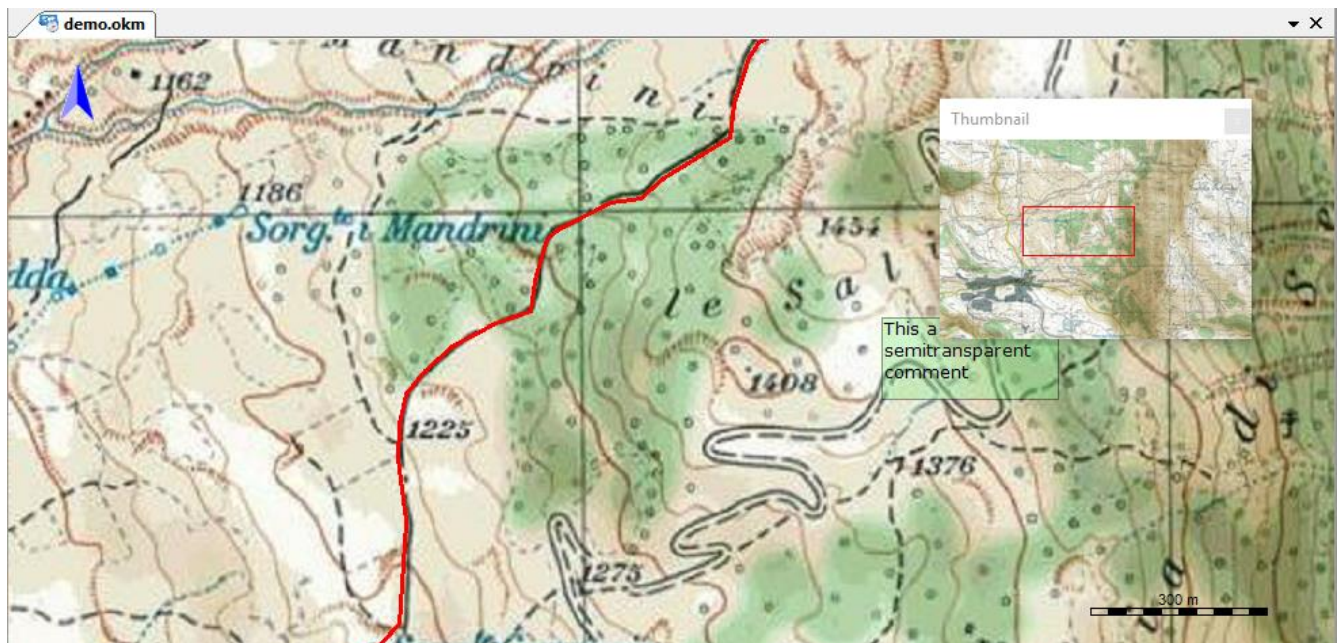 demo.okm
Mandrini
1162
Thumbnail
1186
Sorg.te i Mandrini
1454
le Sal
dda
This a
semitransparent
comment
1408
1225
1376
1275
300 m